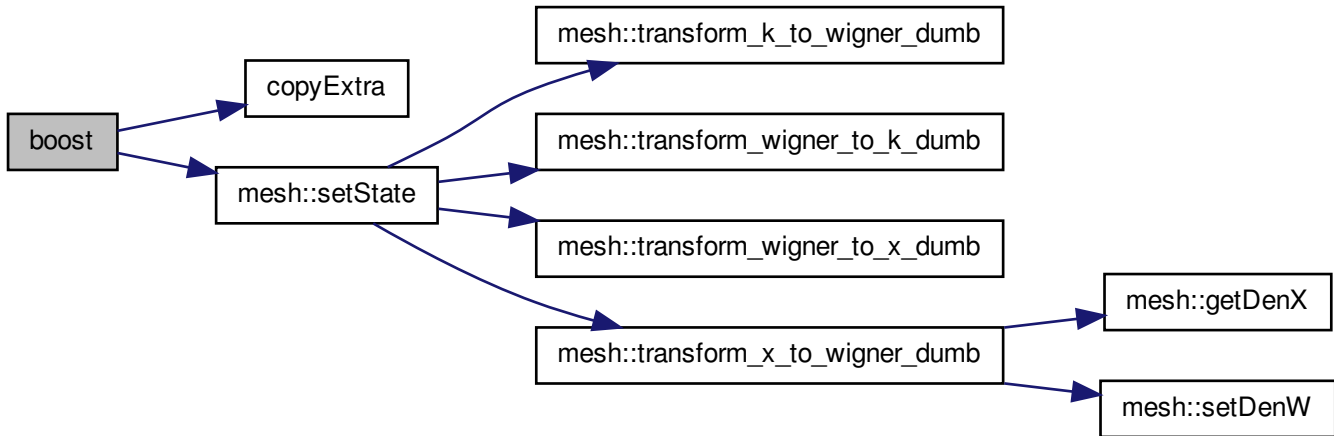 boost
copyExtra
mesh::setState
mesh::transform_k_to_wigner_dumb
mesh::transform_wigner_to_k_dumb
mesh::transform_wigner_to_x_dumb
mesh::transform_x_to_wigner_dumb
mesh::getDenX
mesh::setDenW